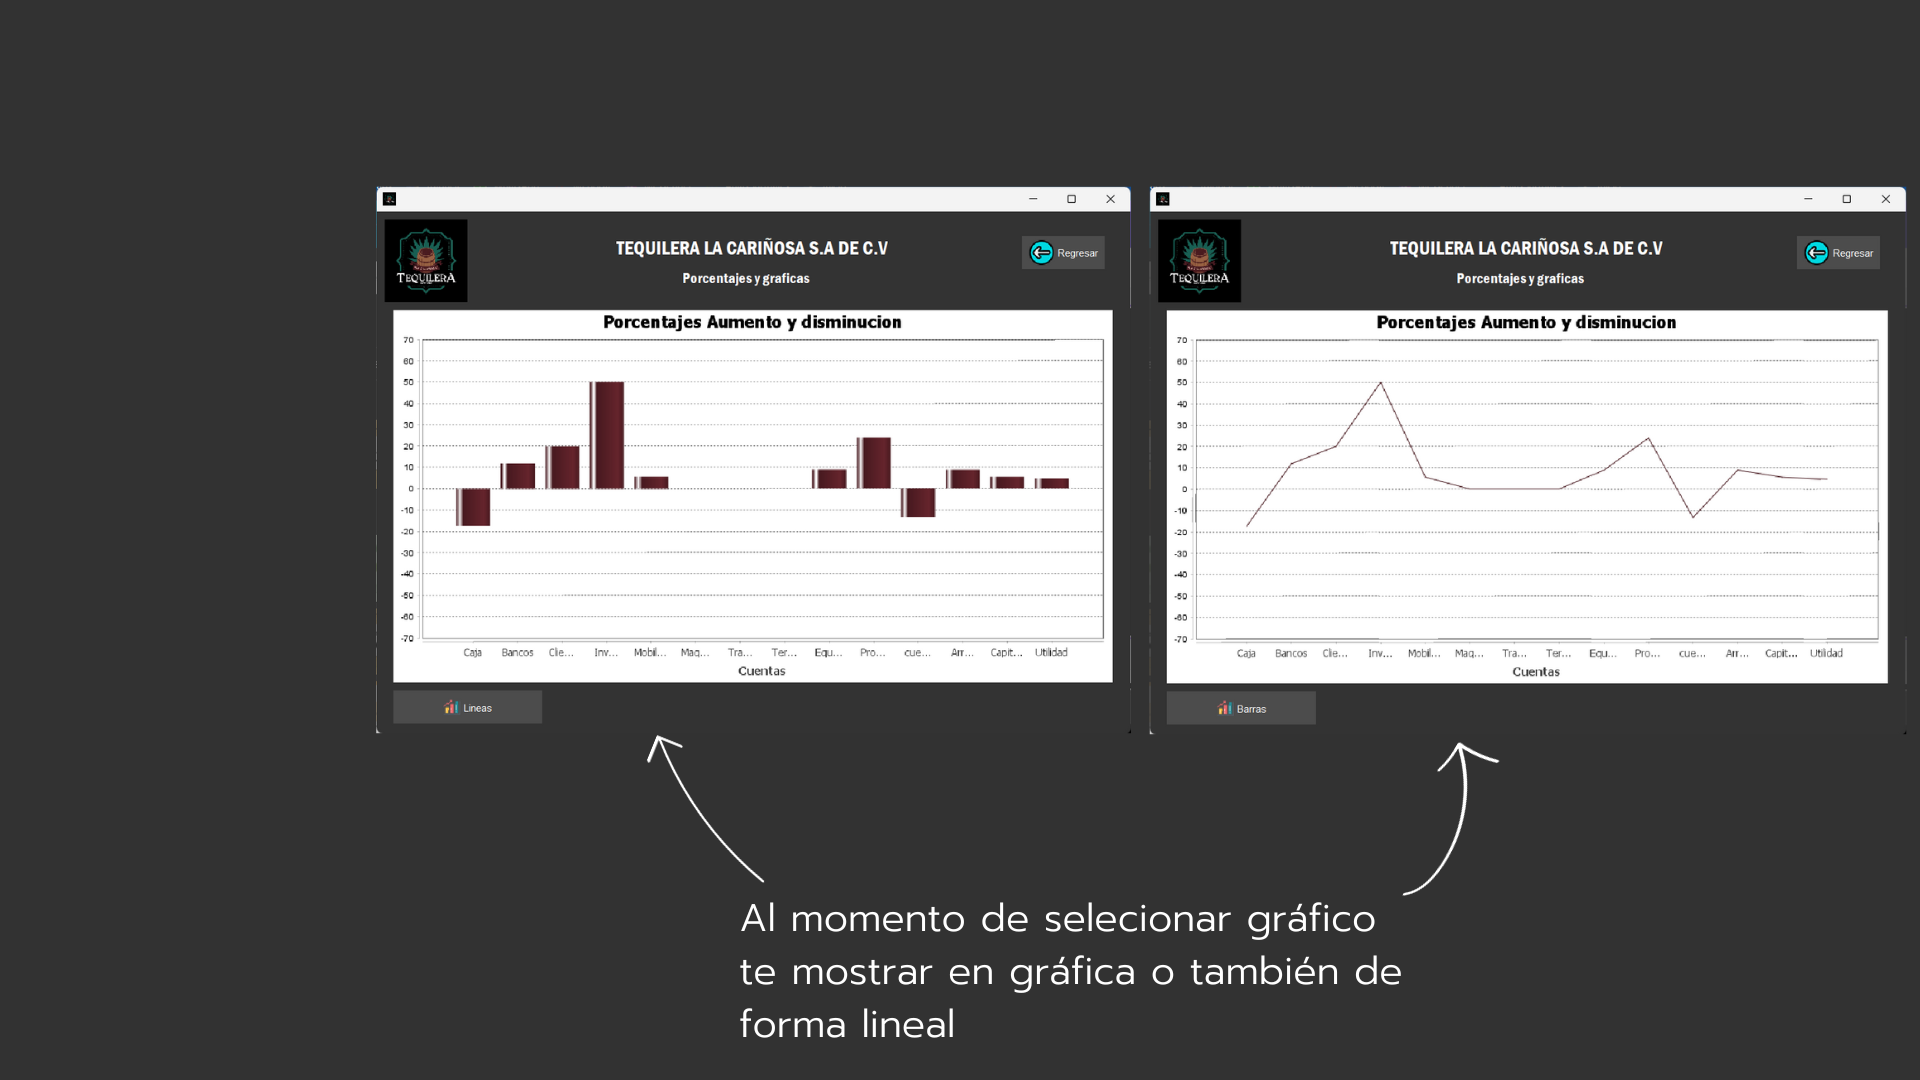 TEQUILERA LA CARIÑOSA S.A DE C.V
Porcentajes y graficas
Regresar
TEQUILERA
Porcentajes Aumento y disminucion
70
60
50
40
30
20
10
0
-10
-20
-30
-40
-50
-60
-70
Caja Bancos Clie... Inv... Mobil... Maq... Tra... Ter... Equ... Pro... cue... Arr... Capit... Utilidad
Cuentas
Lineas
TEQUILERA LA CARIÑOSA S.A DE C.V
Porcentajes y graficas
Regresar
TEQUILERA
Porcentajes Aumento y disminucion
70
60
50
40
30
20
10
0
-10
-20
-30
-40
-50
-60
-70
Caja Bancos Clie... Inv... Mobil... Maq... Tra... Ter... Equ... Pro... cue... Arr... Capit... Utilidad
Cuentas
Barras
Al momento de selecionar gráfico
te mostrar en gráfica o también de
forma lineal